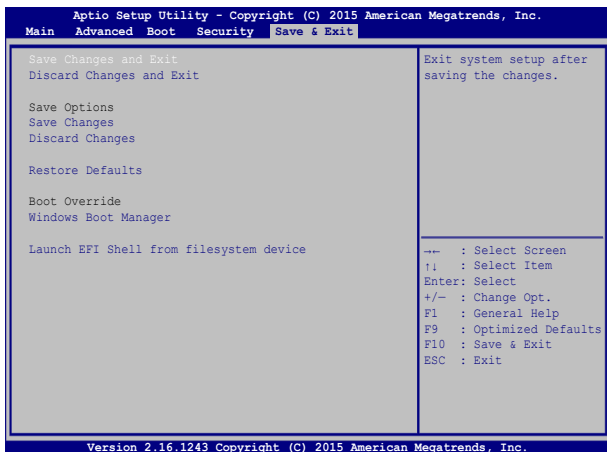 Aptio Setup Utility - Copyright (C) 2015 American Megatrends, Inc.
Main Advanced Boot Security Save & Exit
Save Changes and Exit
Discard Changes and Exit
Save Options
Save Changes
Discard Changes
Restore Defaults
Boot Override
Windows Boot Manager
Launch EFI Shell from filesystem device
Exit system setup after
saving the changes.
→← : Select Screen
↑↓ : Select Item
Enter: Select
+/— : Change Opt.
F1 : General Help
F9 : Optimized Defaults
F10 : Save & Exit
ESC : Exit
Version 2.16.1243 Copyright (C) 2015 American Megatrends, Inc.